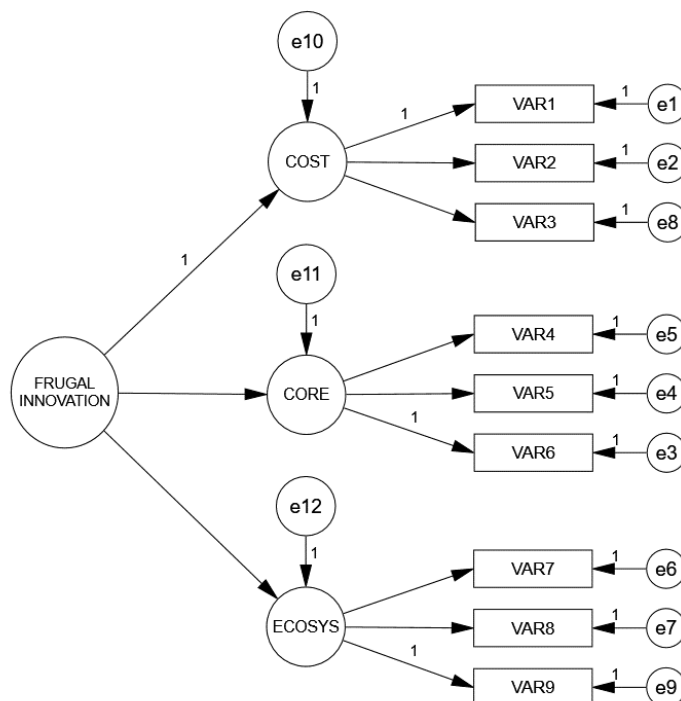 e10
1
COST
1
VAR1
1
e1
VAR2
1
e2
VAR3
1
e8
1
e11
1
FRUGAL
INNOVATION
CORE
VAR4
1
e5
VAR5
1
e4
1
VAR6
1
e3
e12
1
ECOSYS
VAR7
1
e6
VAR8
1
e7
1
VAR9
1
e9